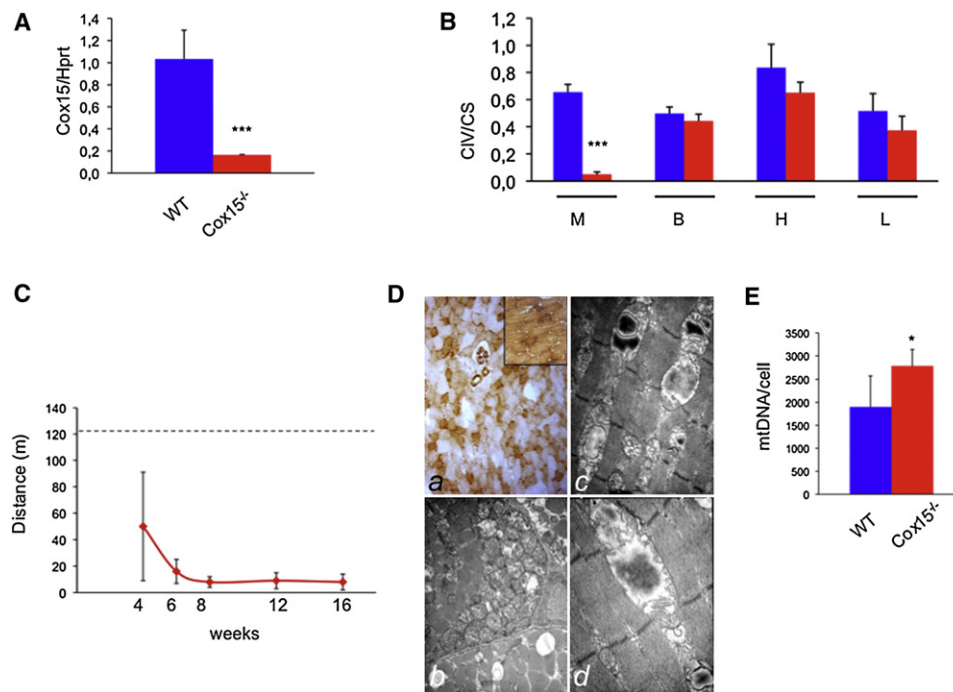 A
Cox15/Hprt
1,4
1,2
1,0
0,8
0,6
0,4
0,2
0,0
***
WT
Cox15-/-
B
CIV/CS
1,2
1,0
0,8
0,6
0,4
0,2
0,0
***
M
B
H
L
C
Distance (m)
140
120
100
80
60
40
20
0
4
6
8
12
16
weeks
D
a
c
b
d
E
mtDNA/cell
3500
3000
2500
2000
1500
1000
500
0
*
WT
Cox15-/-